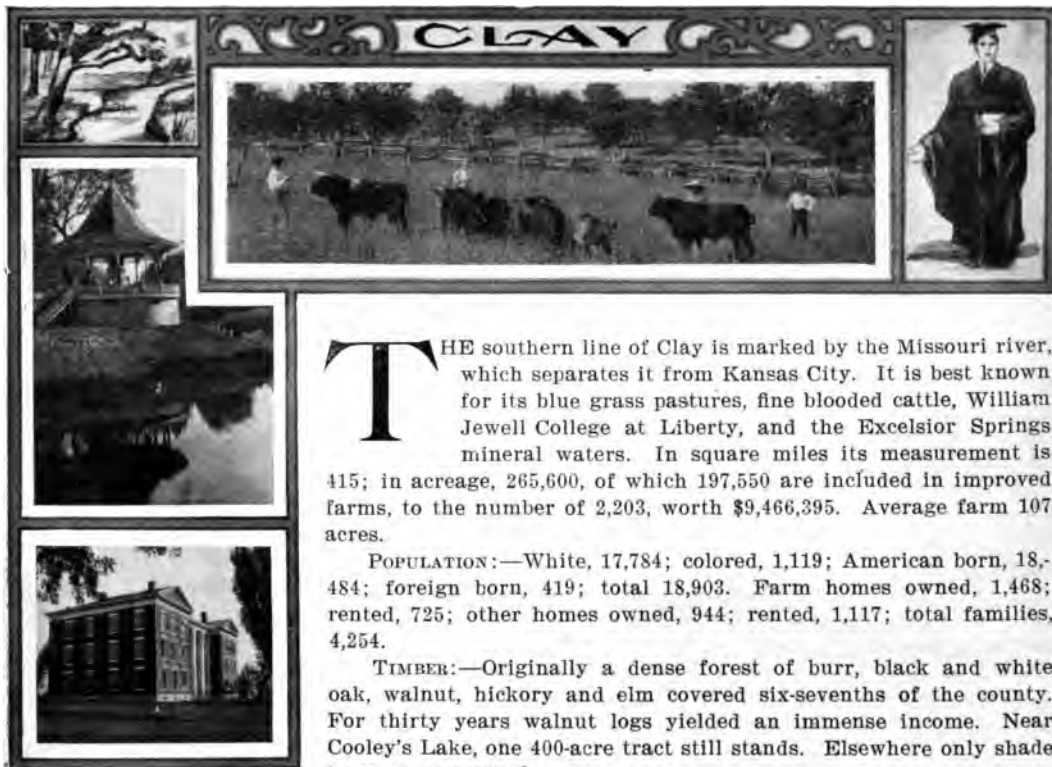 CLAY
THE southern line of Clay is marked by the Missouri river,
which separates it from Kansas City. It is best known
for its blue grass pastures, fine blooded cattle, William
Jewell College at Liberty, and the Excelsior Springs
mineral waters. In square miles its measurement is
415; in acreage, 265,600, of which 197,550 are included in improved
farms, to the number of 2,203, worth $9,466,395. Average farm 107
acres.
POPULATION:—White, 17,784; colored, 1,119; American born, 18,-
484; foreign born, 419; total 18,903. Farm homes owned, 1,468;
rented, 725; other homes owned, 944; rented, 1,117; total families,
4,254.
TIMBER:—Originally a dense forest of burr, black and white
oak, walnut, hickory and elm covered six-sevenths of the county.
For thirty years walnut logs yielded an immense income. Near
Cooley's Lake, one 400-acre tract still stands. Elsewhere only shade